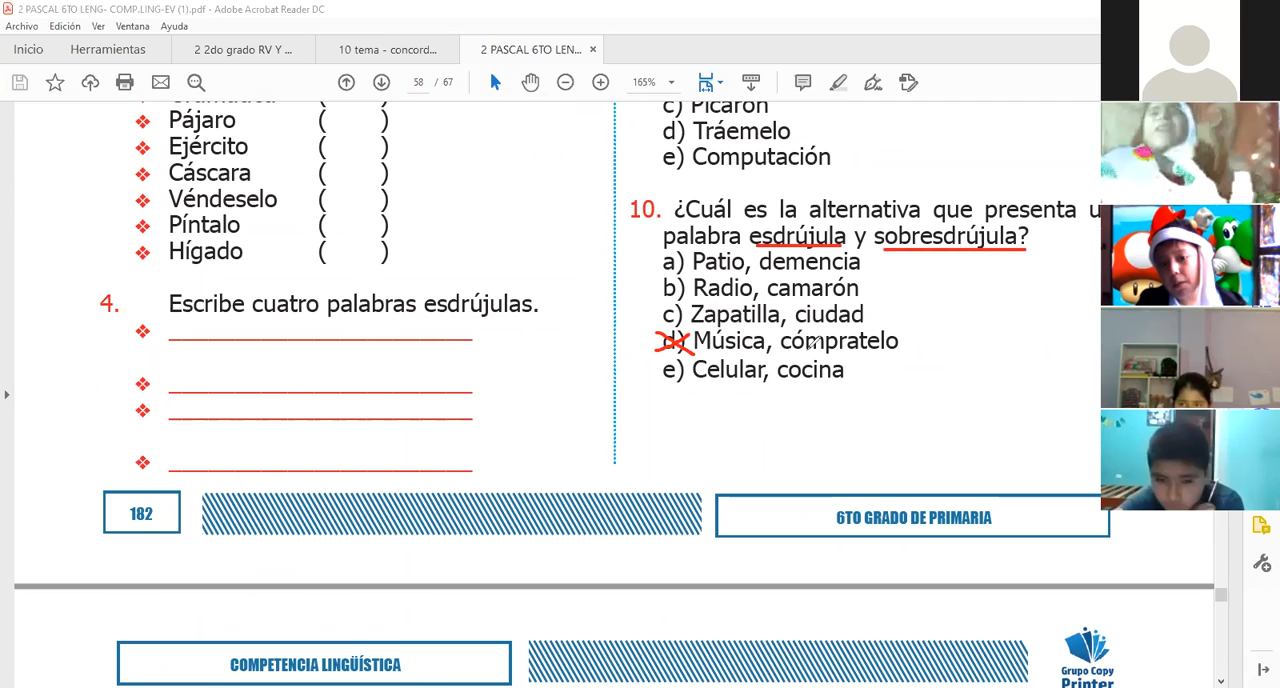 2 PASCAL 6TO LENG- COMP.LING-EV (1).pdf - Adobe Acrobat Reader DC
Archivo Edición Ver Ventana Ayuda
Inicio Herramientas 2 2do grado RV Y ... 10 tema - concord... 2 PASCAL 6TO LEN... ×
58 / 67 165%
❖ Pájaro ( )
❖ Ejército ( )
❖ Cáscara ( )
❖ Véndeselo ( )
❖ Píntalo ( )
❖ Hígado ( )
4. Escribe cuatro palabras esdrújulas.
c) Picarón
d) Tráemelo
e) Computación
10. ¿Cuál es la alternativa que presenta
palabra esdrújula y sobresdrújula?
a) Patio, demencia
b) Radio, camarón
c) Zapatilla, ciudad
d) Música, cómpratelo
e) Celular, cocina
182
6TO GRADO DE PRIMARIA
COMPETENCIA LINGÜÍSTICA
Grupo Copy
Printer